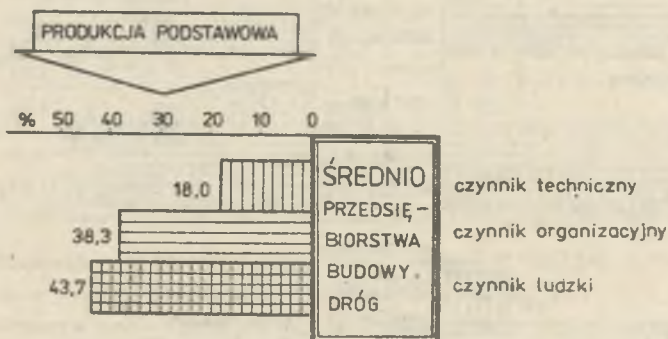 PRODUKCJA PODSTAWOWA
% 50 40 30 20 10 0
18,0
ŚREDNIO
czynnik techniczny
PRZEDSIĘ-
38,3
BIORSTWA
czynnik organizacyjny
BUDOWY
43,7
DRÓG
czynnik ludzki